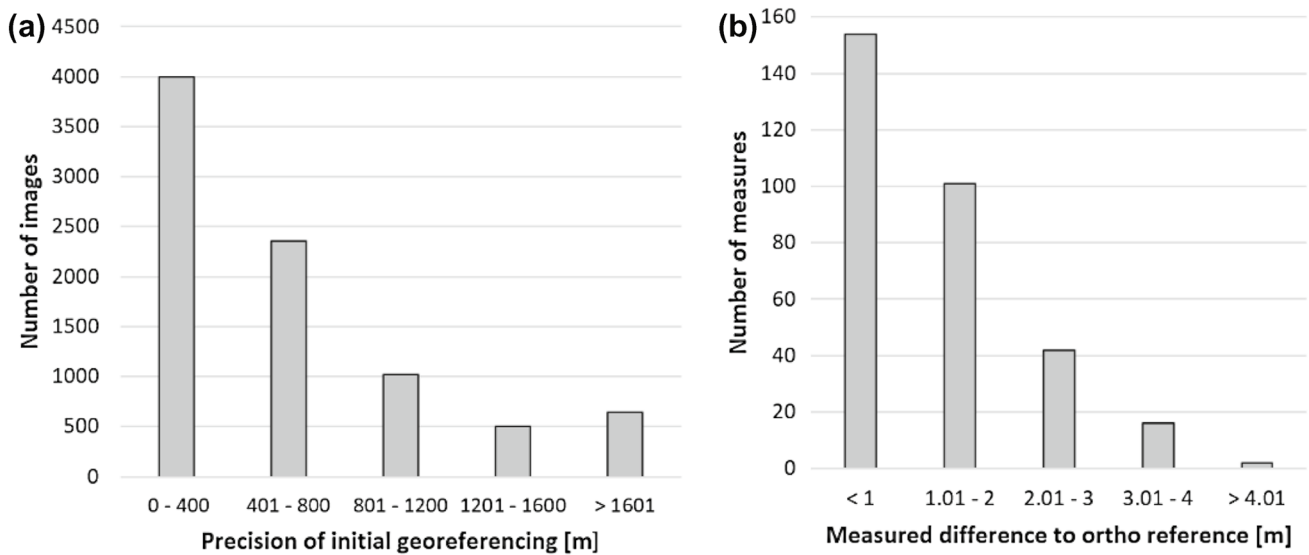 (a)
4500
4000
3500
3000
2500
2000
1500
1000
500
0
Number of images
0 - 400 401 - 800 801 - 1200 1201 - 1600 > 1601
Precision of initial georeferencing [m]
(b)
160
140
120
100
80
60
40
20
0
Number of measures
< 1 1.01 - 2 2.01 - 3 3.01 - 4 > 4.01
Measured difference to ortho reference [m]